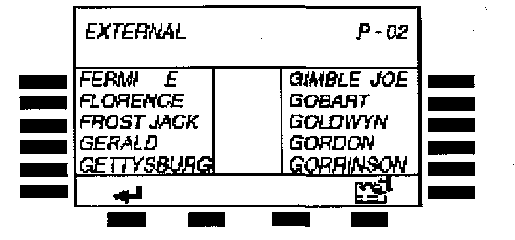 EXTERNAL P-02
FERMI E GIMBLE JOE
FLORENCE GOBART
FROST JACK GOLDWYN
GERALD GORDON
GETTYSBURG GORRINSON